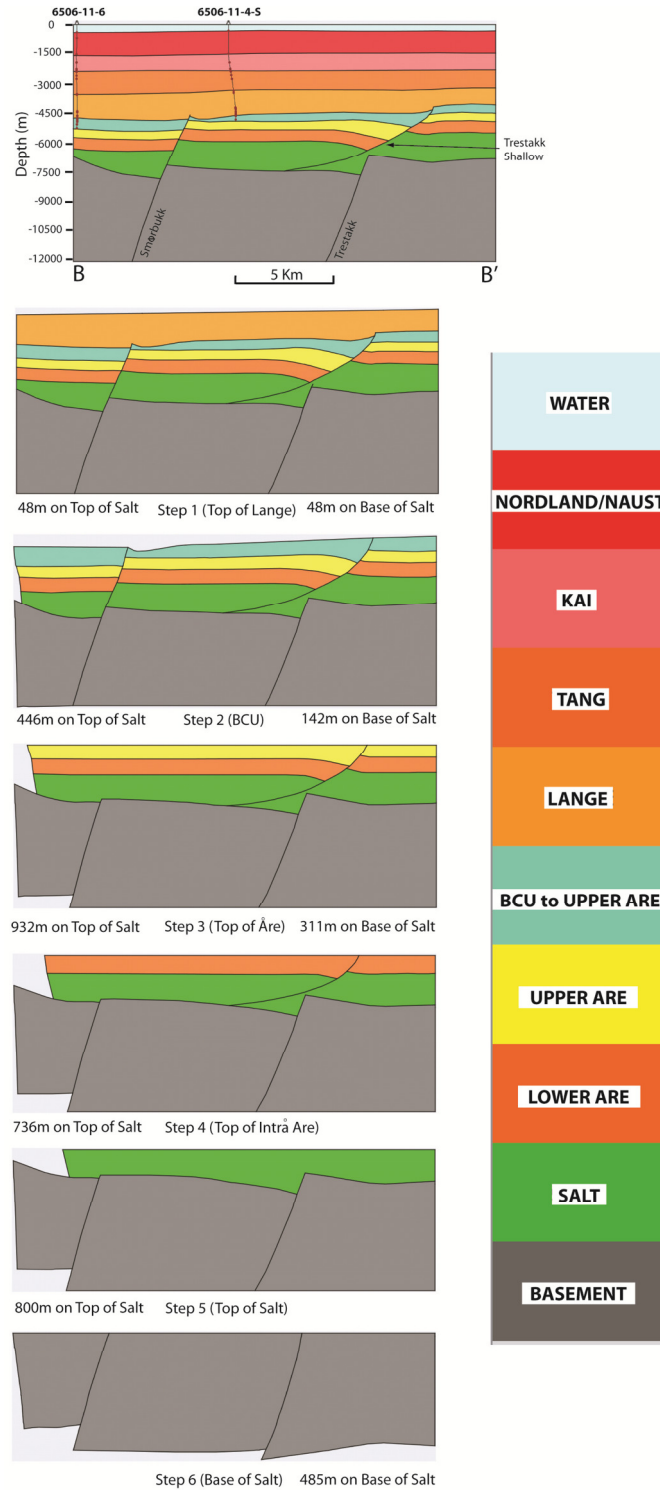 6506-11-6
6506-11-4-S
0
-1500
-3000
-4500
-6000
-7500
-9000
-10500
-12000
Depth (m)
Smørbukk
Trestakk
Trestakk
Shallow
B
5 Km
B'
48m on Top of Salt Step 1 (Top of Lange) 48m on Base of Salt
446m on Top of Salt Step 2 (BCU) 142m on Base of Salt
932m on Top of Salt Step 3 (Top of Åre) 311m on Base of Salt
736m on Top of Salt Step 4 (Top of Intrå Are)
800m on Top of Salt Step 5 (Top of Salt)
Step 6 (Base of Salt) 485m on Base of Salt
WATER
NORDLAND/NAUST
KAI
TANG
LANGE
BCU to UPPER ARE
UPPER ARE
LOWER ARE
SALT
BASEMENT